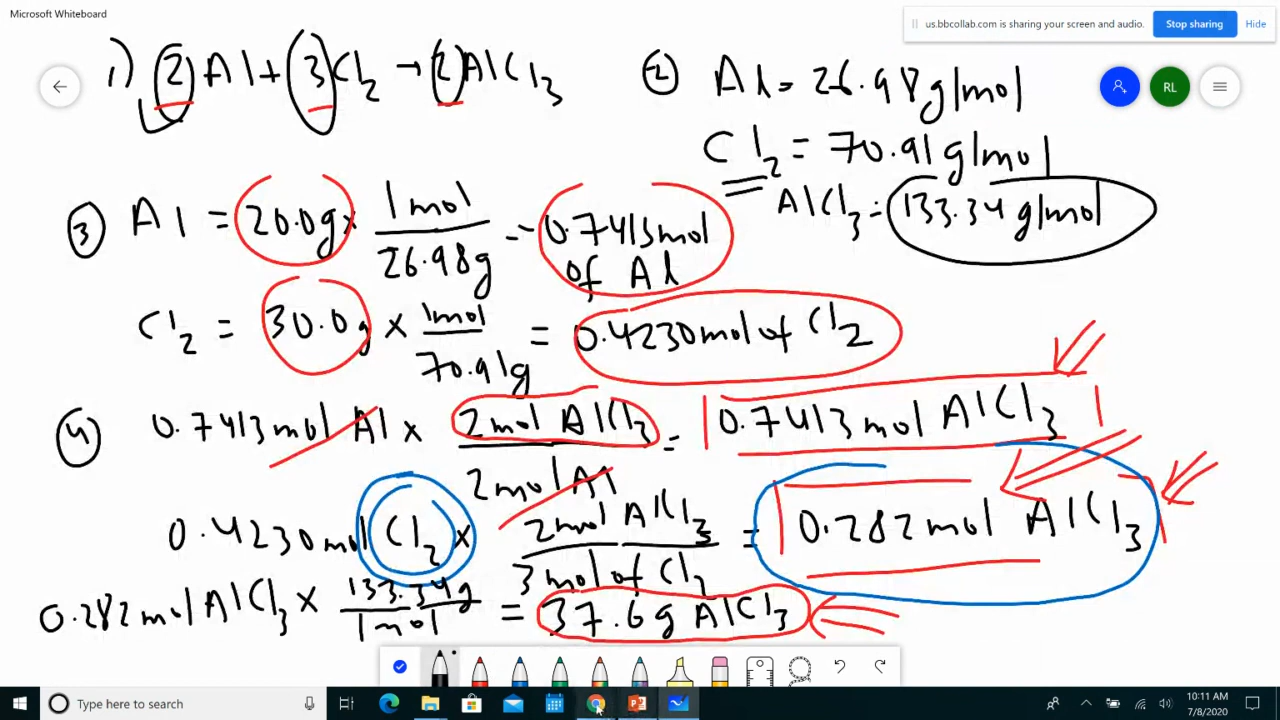 Microsoft Whiteboard
us.bbcollab.com is sharing your screen and audio. Stop sharing Hide
RL
1) 2Al + 3Cl2 → 2AlCl3
2 Al = 26.98 g/mol
Cl2 = 70.91 g/mol
AlCl3 = 133.34 g/mol
3 Al = 20.0g × 1mol / 26.98g = 0.7413mol of Al
Cl2 = 30.0g × 1mol / 70.91g = 0.4230mol of Cl2
4 0.7413mol Al × 2mol AlCl3 / 2mol Al = 0.7413mol AlCl3
0.4230mol Cl2 × 2mol AlCl3 / 3mol of Cl2 = 0.282mol AlCl3
0.282mol AlCl3 × 133.34g / 1mol = 37.6g AlCl3
Type here to search
10:11 AM
7/8/2020